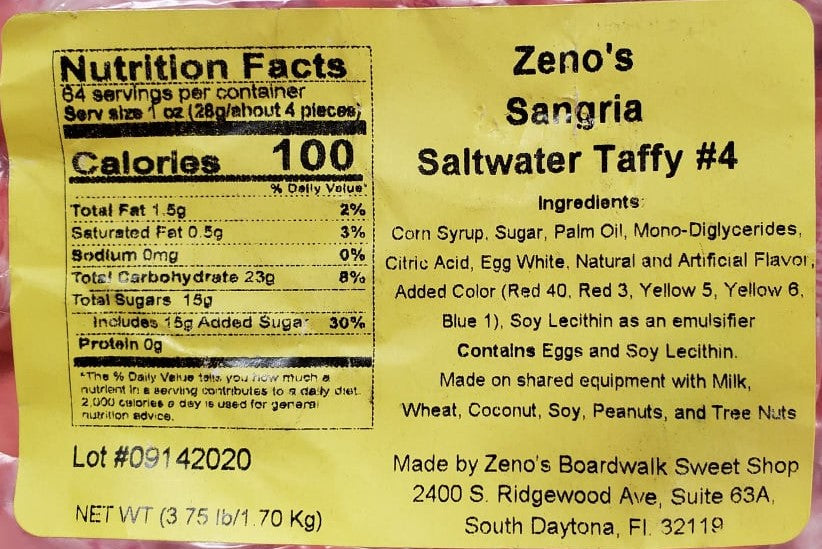 Nutrition Facts
64 servings per container
Serv size 1 oz (28g/about 4 pieces)
Calories 100
% Daily Value*
Total Fat 1.5g 2%
Saturated Fat 0.5g 3%
Sodium 0mg 0%
Total Carbohydrate 23g 8%
Total Sugars 15g
Includes 15g Added Sugar 30%
Protein 0g
*The % Daily Value tells you how much a
nutrient in a serving contributes to a daily diet.
2,000 calories a day is used for general
nutrition advice.
Lot #09142020
NET WT (3.75 lb/1.70 Kg)
Zeno's
Sangria
Saltwater Taffy #4
Ingredients:
Corn Syrup, Sugar, Palm Oil, Mono-Diglycerides,
Citric Acid, Egg White, Natural and Artificial Flavor,
Added Color (Red 40, Red 3, Yellow 5, Yellow 6,
Blue 1), Soy Lecithin as an emulsifier
Contains Eggs and Soy Lecithin.
Made on shared equipment with Milk,
Wheat, Coconut, Soy, Peanuts, and Tree Nuts
Made by Zeno's Boardwalk Sweet Shop
2400 S. Ridgewood Ave, Suite 63A,
South Daytona, Fl. 32119